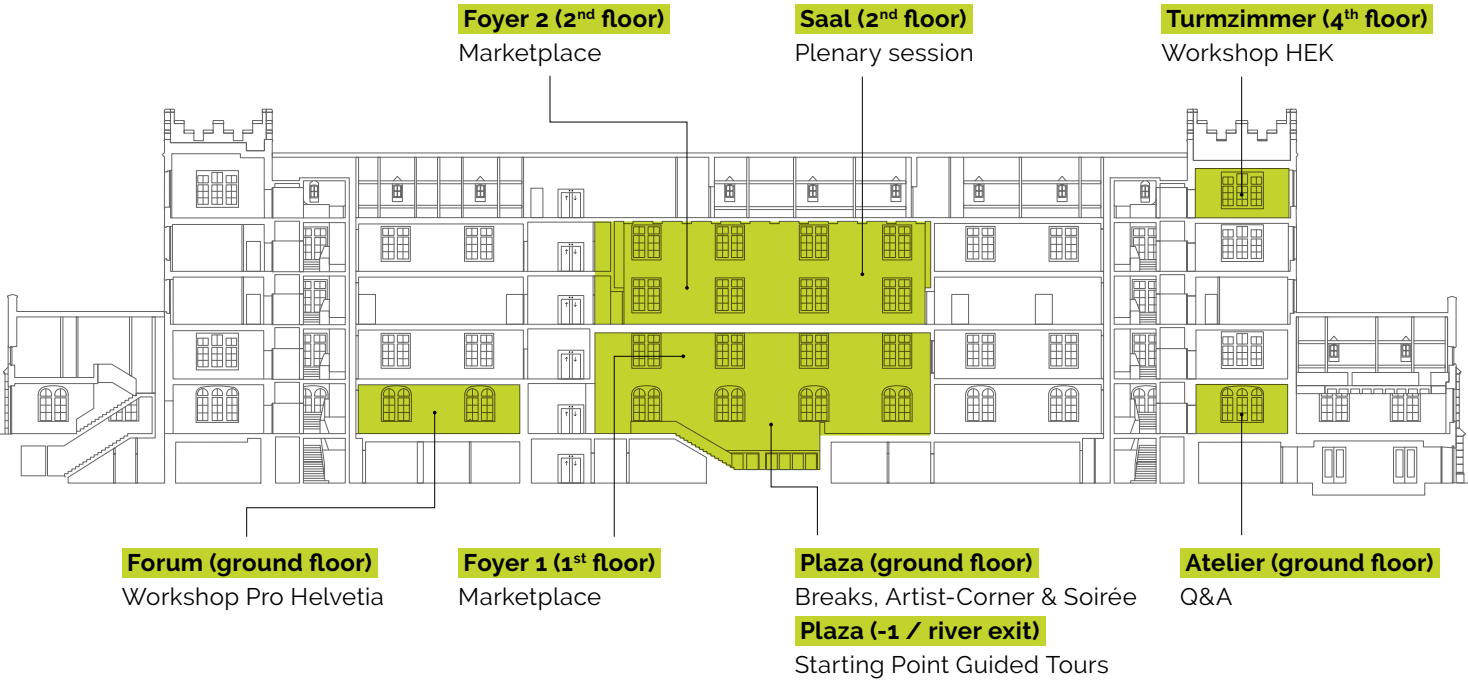 Foyer 2 (2nd floor)
Marketplace
Saal (2nd floor)
Plenary session
Turmzimmer (4th floor)
Workshop HEK
Forum (ground floor)
Workshop Pro Helvetia
Foyer 1 (1st floor)
Marketplace
Plaza (ground floor)
Breaks, Artist-Corner & Soirée
Plaza (-1 / river exit)
Starting Point Guided Tours
Atelier (ground floor)
Q&A